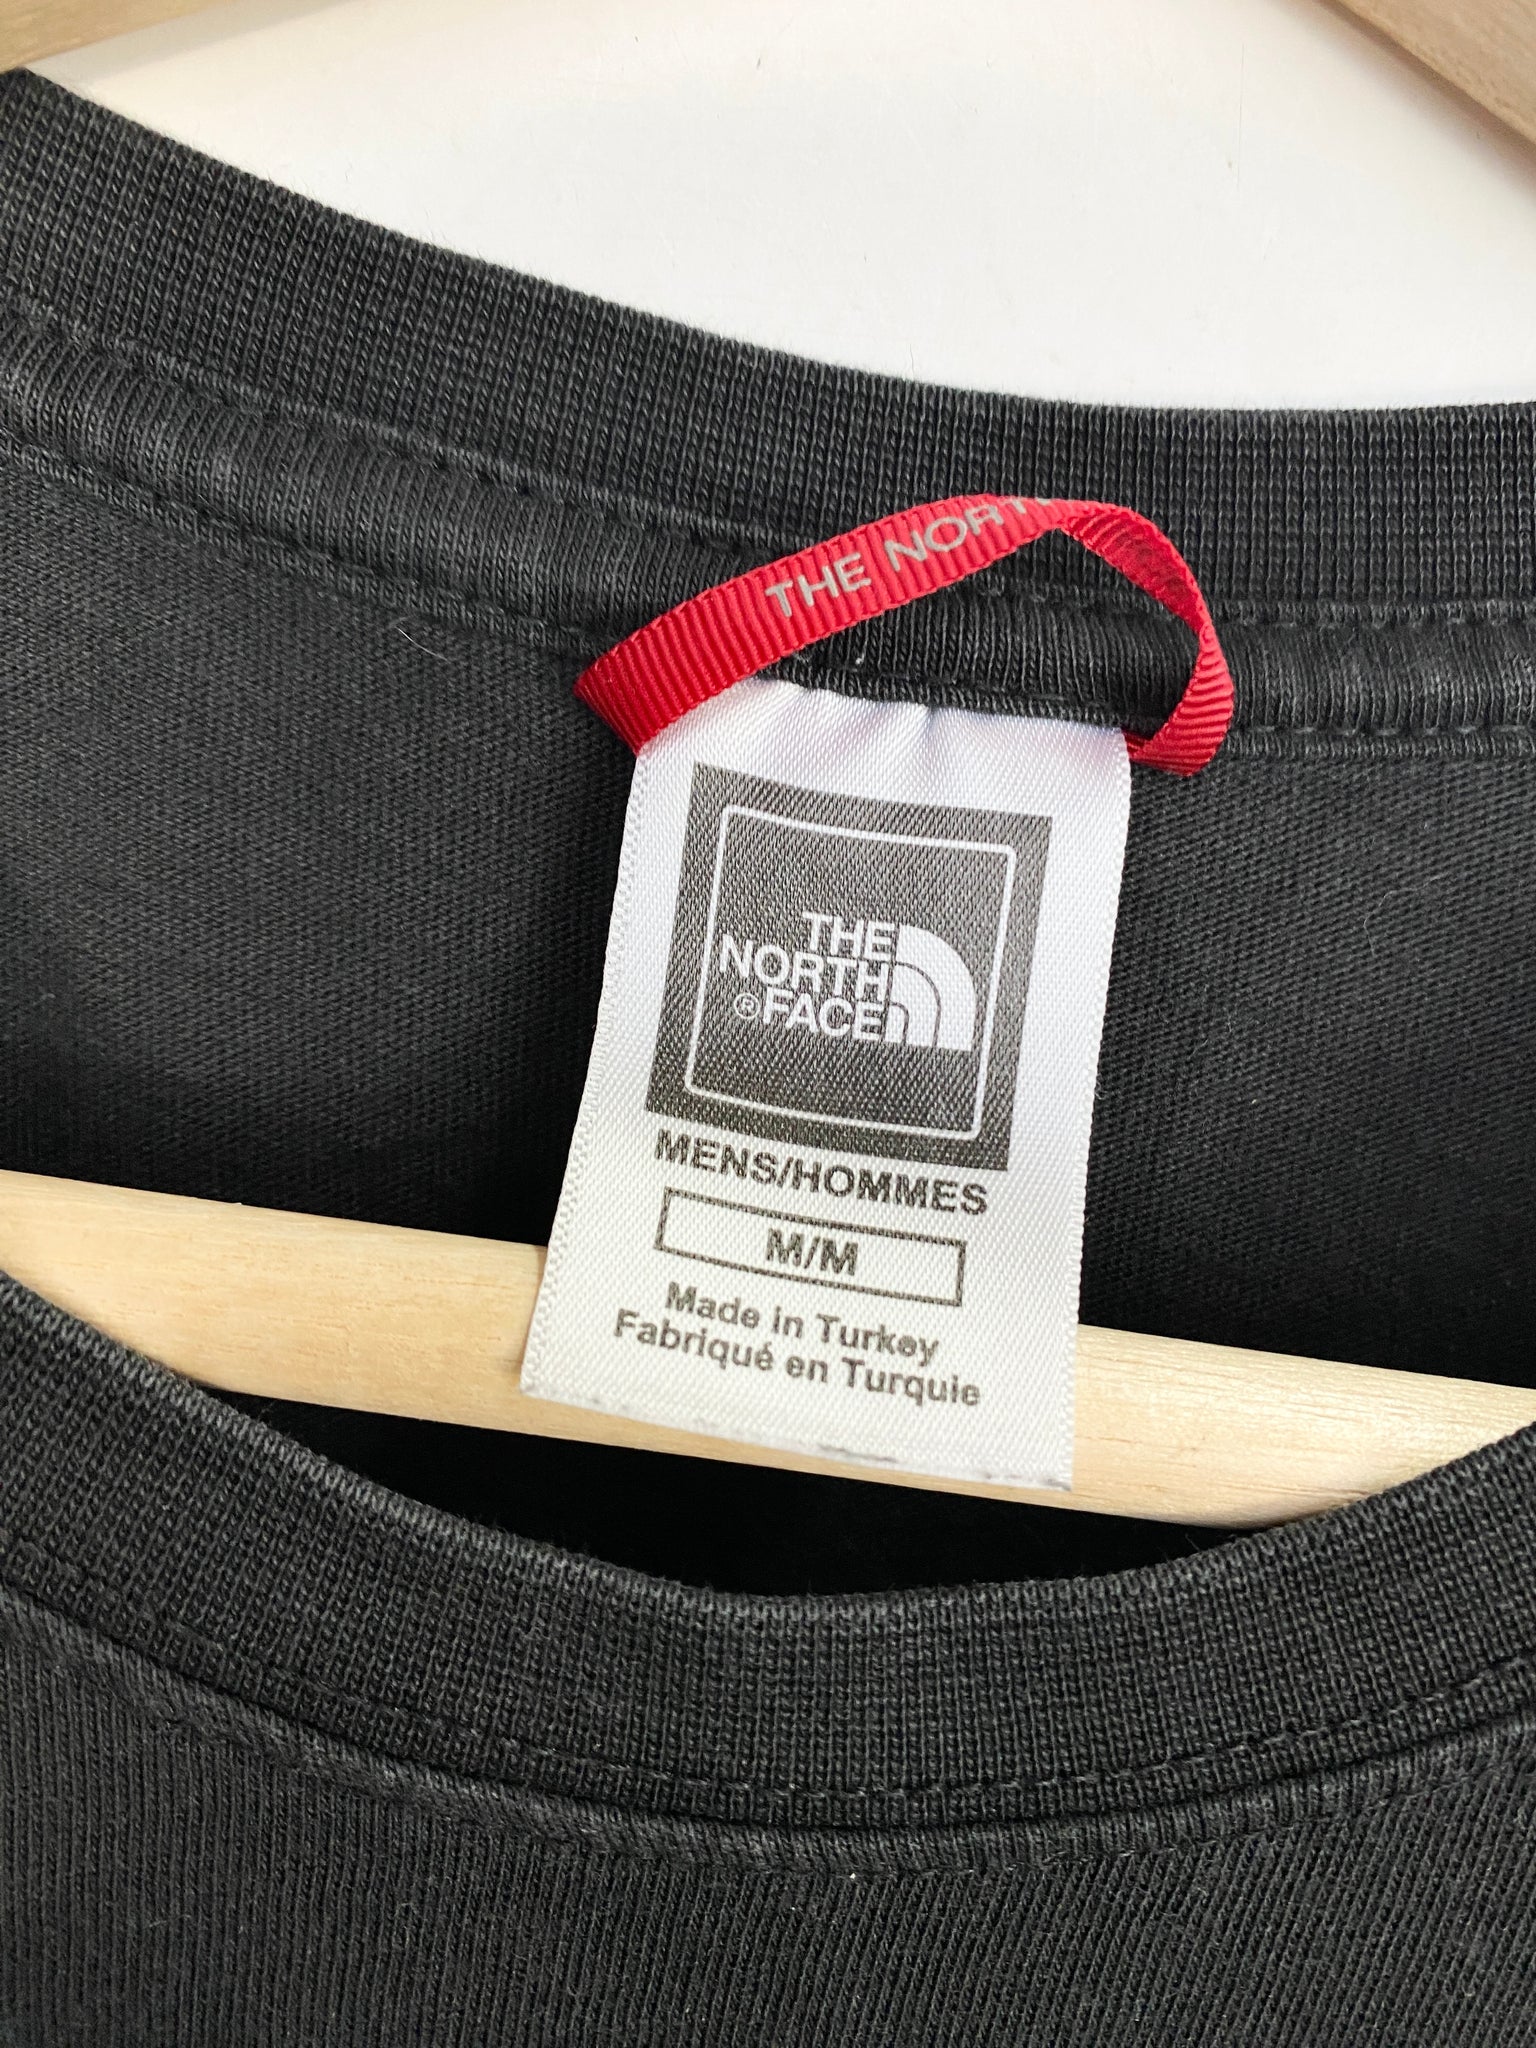 THE NORT
THE
NORTH
® FACE
MENS/HOMMES
M/M
Made in Turkey
Fabriqué en Turquie